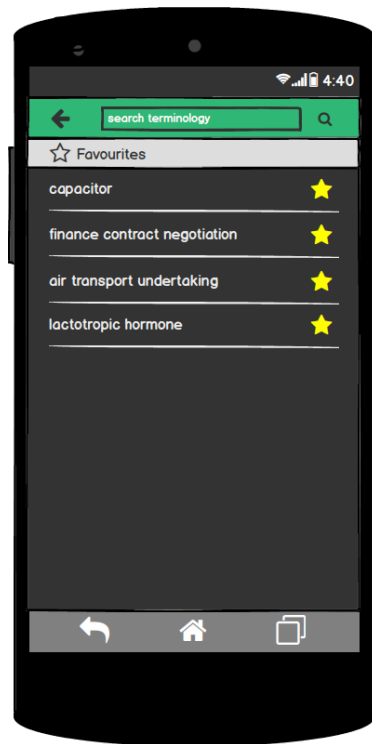 4:40
search terminology
Favourites
capacitor
finance contract negotiation
air transport undertaking
lactotropic hormone